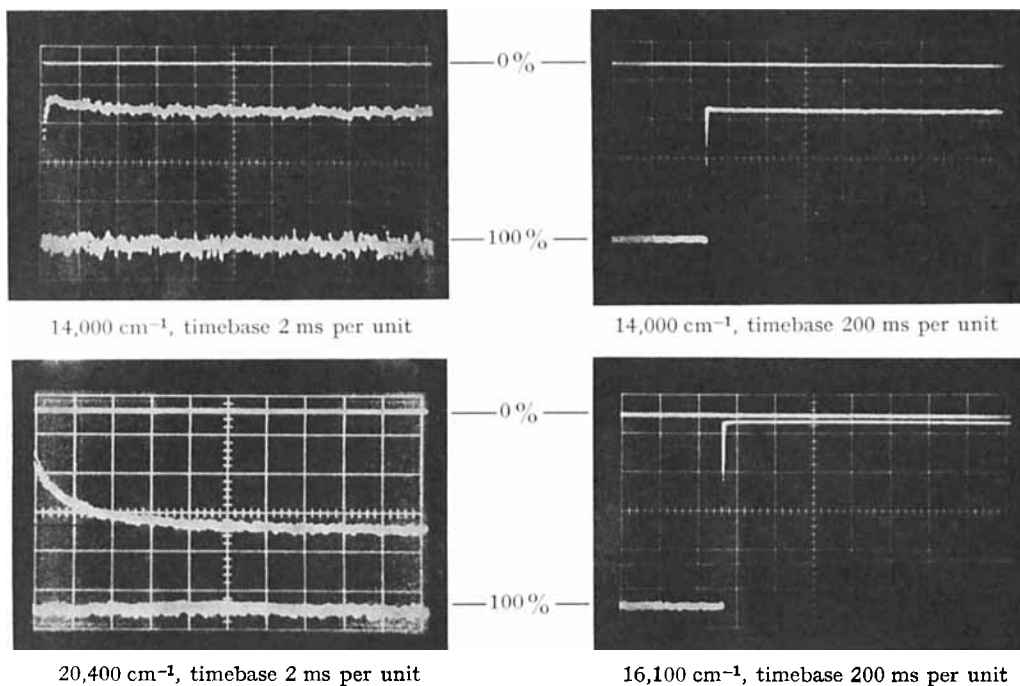 0%
100%
14,000 cm⁻¹, timebase 2 ms per unit
14,000 cm⁻¹, timebase 200 ms per unit
0%
100%
20,400 cm⁻¹, timebase 2 ms per unit
16,100 cm⁻¹, timebase 200 ms per unit